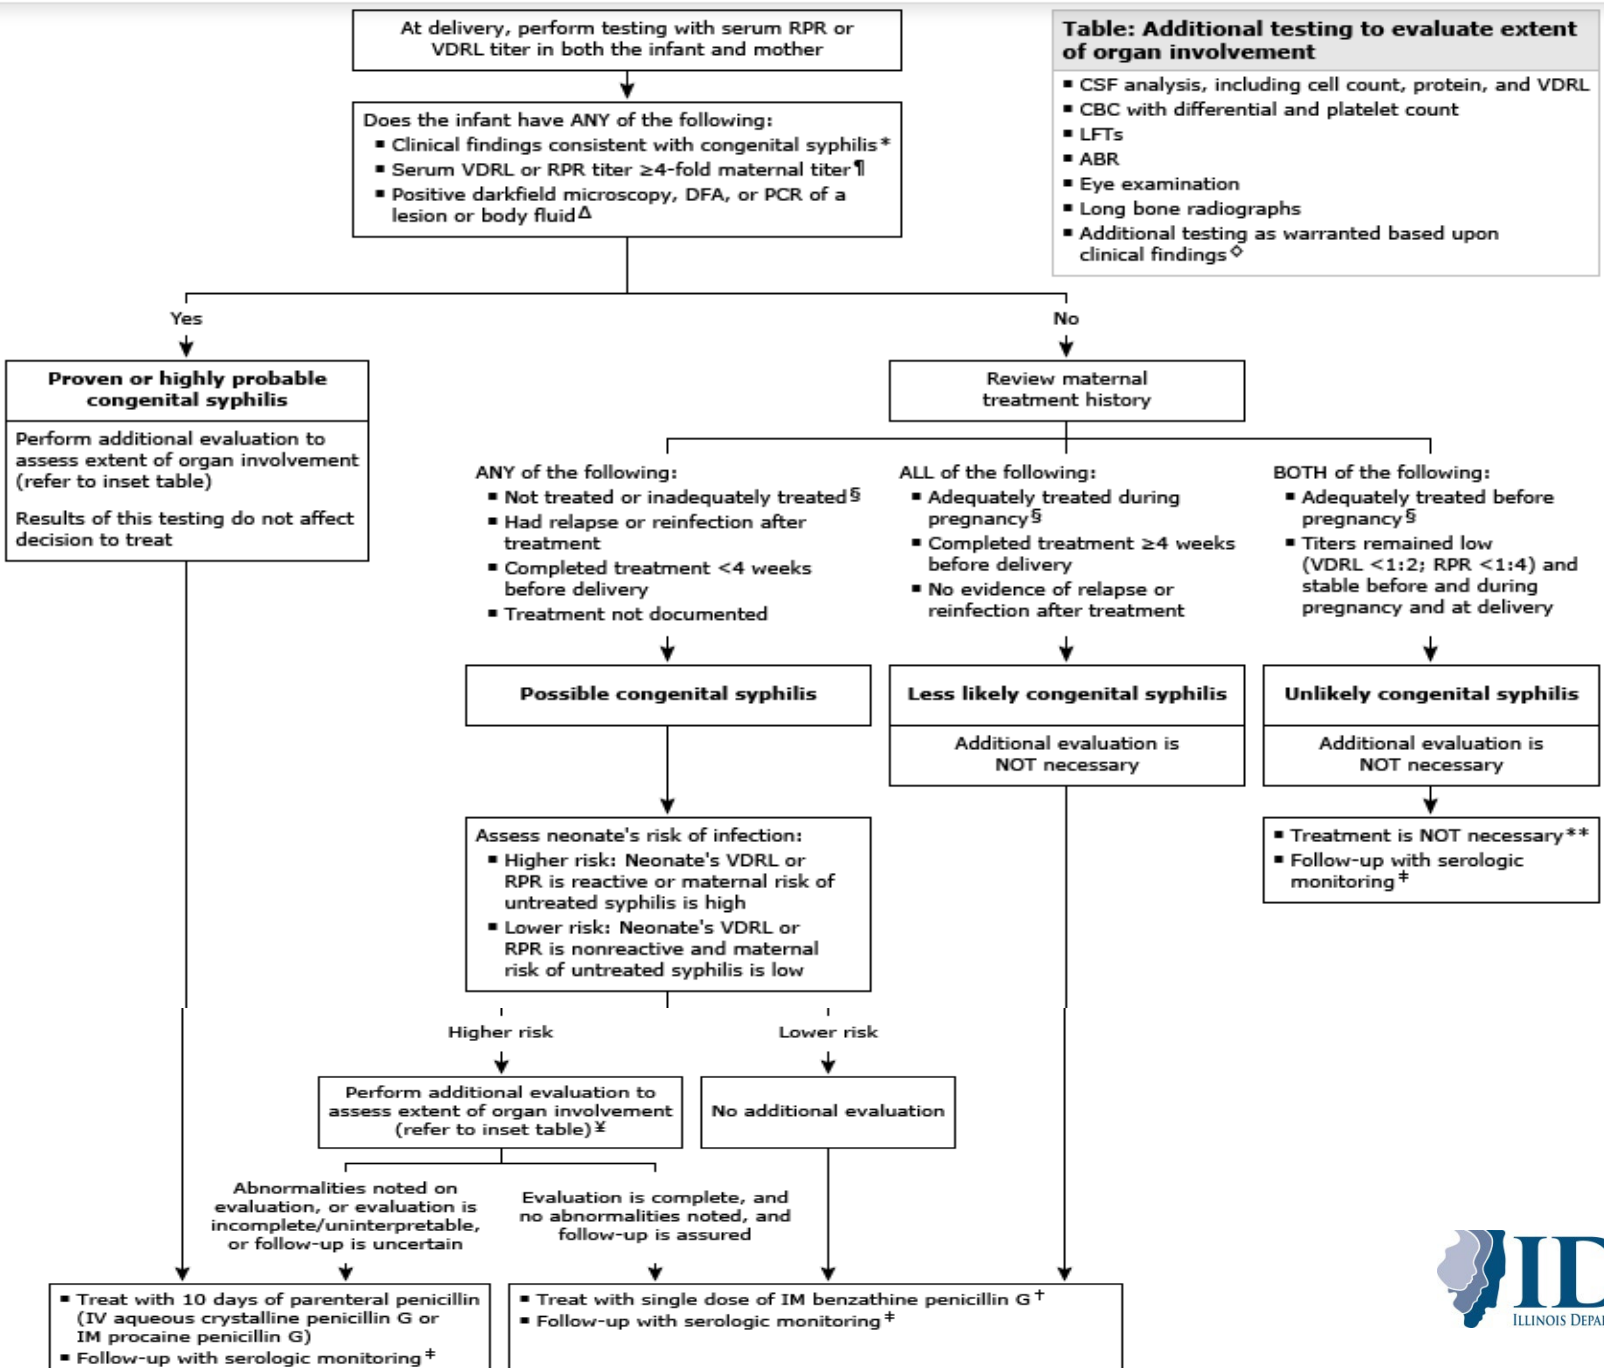 At delivery, perform testing with serum RPR or
VDRL titer in both the infant and mother
Does the infant have ANY of the following:
▪ Clinical findings consistent with congenital syphilis*
▪ Serum VDRL or RPR titer ≥4-fold maternal titer¶
▪ Positive darkfield microscopy, DFA, or PCR of a
lesion or body fluidΔ
Table: Additional testing to evaluate extent
of organ involvement
▪ CSF analysis, including cell count, protein, and VDRL
▪ CBC with differential and platelet count
▪ LFTs
▪ ABR
▪ Eye examination
▪ Long bone radiographs
▪ Additional testing as warranted based upon
clinical findings◇
Yes
No
Proven or highly probable
congenital syphilis
Perform additional evaluation to
assess extent of organ involvement
(refer to inset table)
Results of this testing do not affect
decision to treat
Review maternal
treatment history
ANY of the following:
▪ Not treated or inadequately treated§
▪ Had relapse or reinfection after
treatment
▪ Completed treatment <4 weeks
before delivery
▪ Treatment not documented
ALL of the following:
▪ Adequately treated during
pregnancy§
▪ Completed treatment ≥4 weeks
before delivery
▪ No evidence of relapse or
reinfection after treatment
BOTH of the following:
▪ Adequately treated before
pregnancy§
▪ Titers remained low
(VDRL <1:2; RPR <1:4) and
stable before and during
pregnancy and at delivery
Possible congenital syphilis
Less likely congenital syphilis
Additional evaluation is
NOT necessary
Unlikely congenital syphilis
Additional evaluation is
NOT necessary
Assess neonate's risk of infection:
▪ Higher risk: Neonate's VDRL or
RPR is reactive or maternal risk of
untreated syphilis is high
▪ Lower risk: Neonate's VDRL or
RPR is nonreactive and maternal
risk of untreated syphilis is low
▪ Treatment is NOT necessary**
▪ Follow-up with serologic
monitoring‡
Higher risk
Lower risk
Perform additional evaluation to
assess extent of organ involvement
(refer to inset table)¥
No additional evaluation
Abnormalities noted on
evaluation, or evaluation is
incomplete/uninterpretable,
or follow-up is uncertain
Evaluation is complete, and
no abnormalities noted, and
follow-up is assured
▪ Treat with 10 days of parenteral penicillin
(IV aqueous crystalline penicillin G or
IM procaine penicillin G)
▪ Follow-up with serologic monitoring‡
▪ Treat with single dose of IM benzathine penicillin G†
▪ Follow-up with serologic monitoring‡
ID
ILLINOIS DEPA